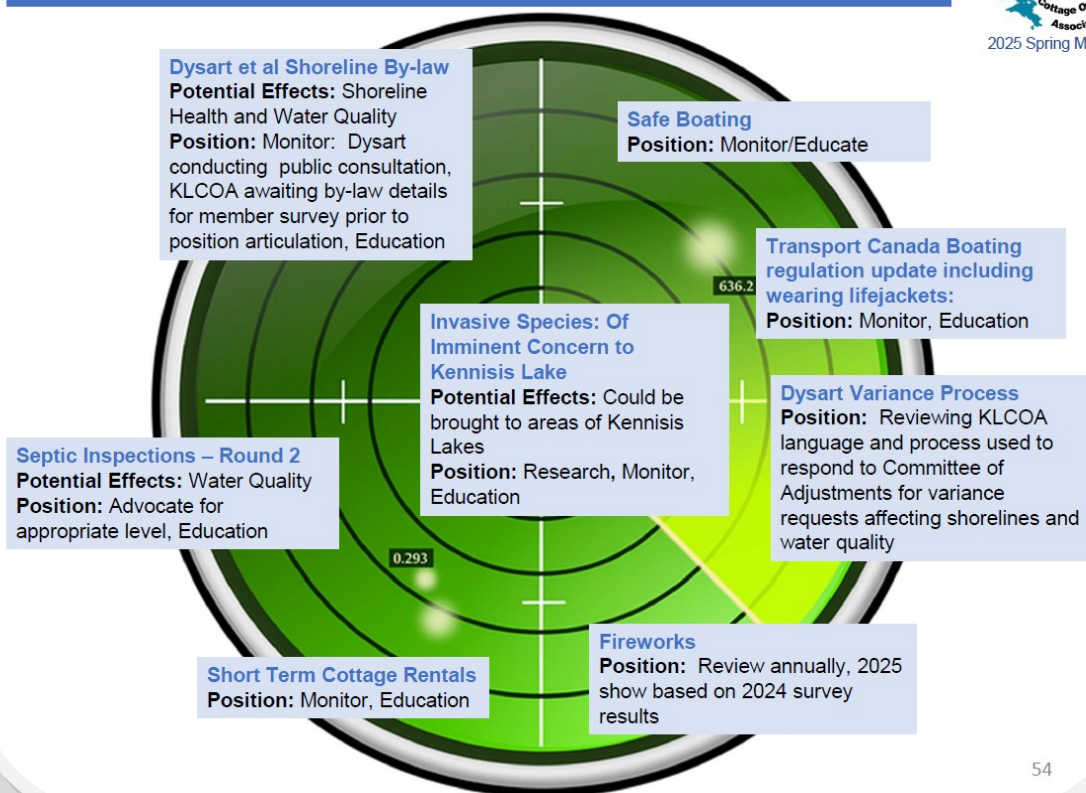 Cottage O
Associ
2025 Spring M
Dysart et al Shoreline By-law
Potential Effects: Shoreline
Health and Water Quality
Position: Monitor: Dysart
conducting public consultation,
KLCOA awaiting by-law details
for member survey prior to
position articulation, Education
Safe Boating
Position: Monitor/Educate
636.2
Transport Canada Boating
regulation update including
wearing lifejackets:
Position: Monitor, Education
Invasive Species: Of
Imminent Concern to
Kennisis Lake
Potential Effects: Could be
brought to areas of Kennisis
Lakes
Position: Research, Monitor,
Education
Dysart Variance Process
Position: Reviewing KLCOA
language and process used to
respond to Committee of
Adjustments for variance
requests affecting shorelines and
water quality
Septic Inspections – Round 2
Potential Effects: Water Quality
Position: Advocate for
appropriate level, Education
0.293
Short Term Cottage Rentals
Position: Monitor, Education
Fireworks
Position: Review annually, 2025
show based on 2024 survey
results
54